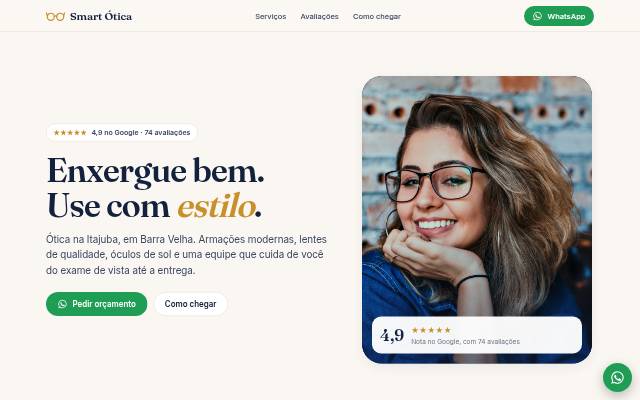 Smart Ótica
Serviços
Avaliações
Como chegar
WhatsApp
★★★★★ 4,9 no Google · 74 avaliações
Enxergue bem.
Use com estilo.
Ótica na Itajuba, em Barra Velha. Armações modernas, lentes
de qualidade, óculos de sol e uma equipe que cuida de você
do exame de vista até a entrega.
Pedir orçamento
Como chegar
4,9
★★★★★
Nota no Google, com 74 avaliações